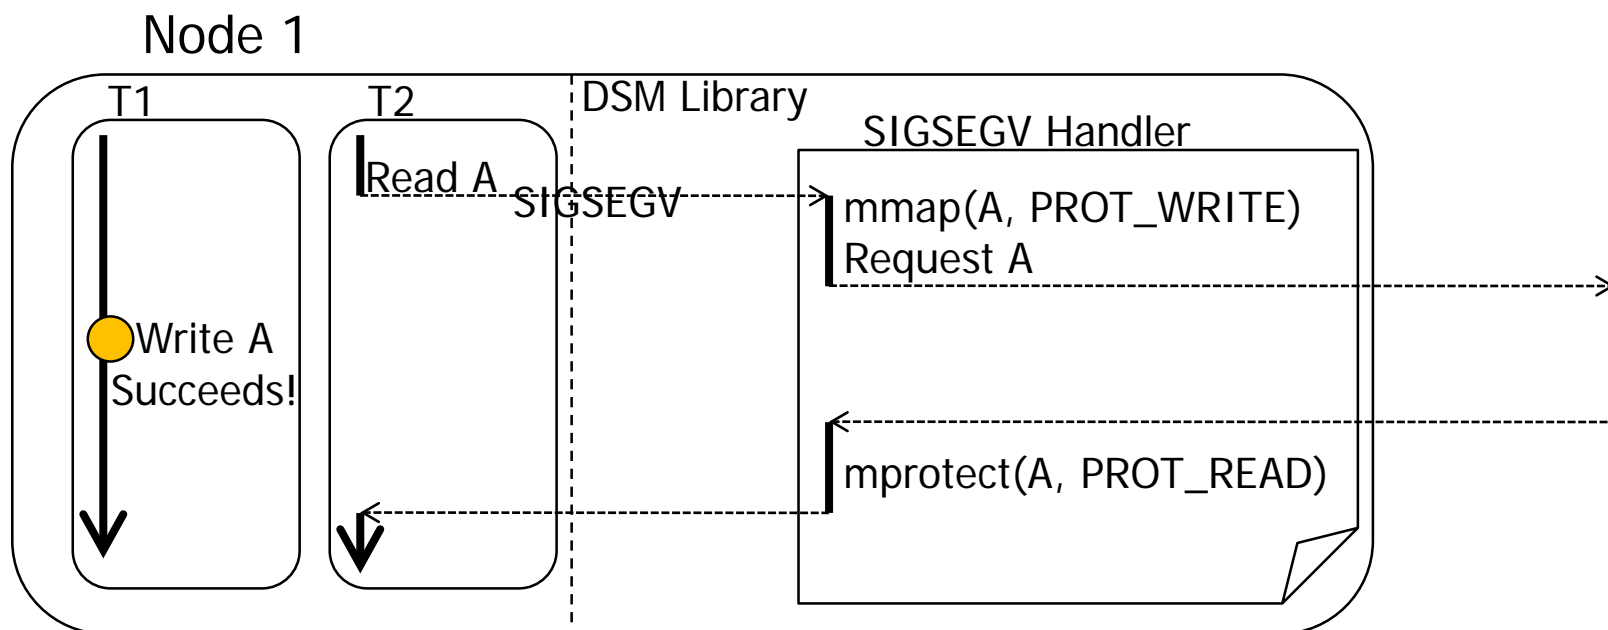 Node 1
T1
T2
DSM Library
SIGSEGV Handler
Read A
SIGSEGV
mmap(A, PROT_WRITE)
Request A
Write A
Succeeds!
mprotect(A, PROT_READ)